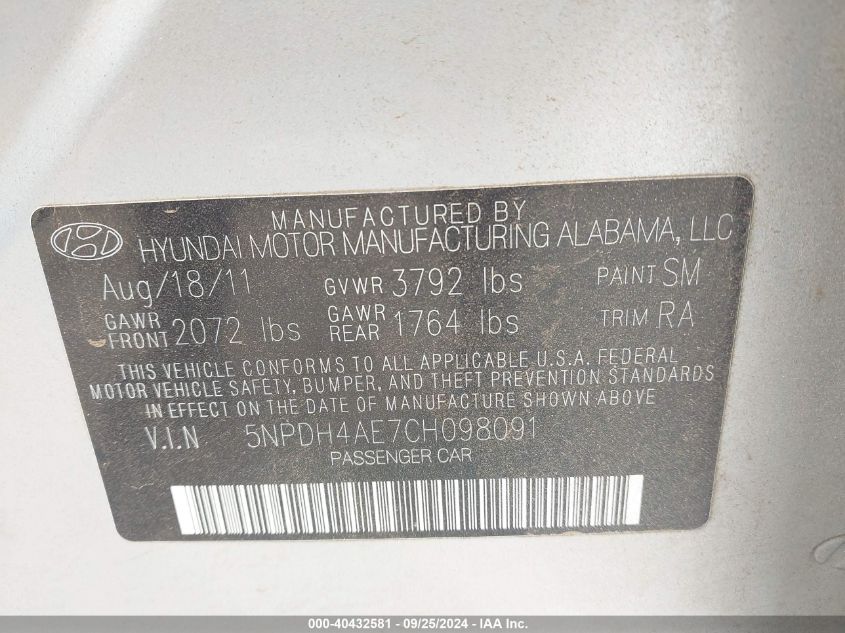 MANUFACTURED BY
HYUNDAI MOTOR MANUFACTURING ALABAMA, LLC
Aug/18/11 GVWR 3792 lbs PAINT SM
GAWR FRONT 2072 lbs GAWR REAR 1764 lbs TRIM RA
THIS VEHICLE CONFORMS TO ALL APPLICABLE U.S.A. FEDERAL
MOTOR VEHICLE SAFETY, BUMPER, AND THEFT PREVENTION STANDARDS
IN EFFECT ON THE DATE OF MANUFACTURE SHOWN ABOVE
V.I.N 5NPDH4AE7CH098091
PASSENGER CAR
000-40432581 - 09/25/2024 - IAA Inc.